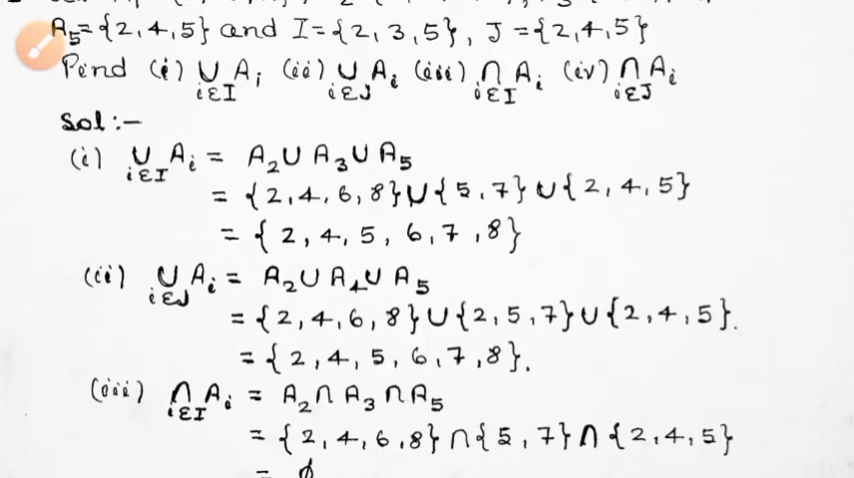 A₅={2,4,5} and I={2,3,5}, J={2,4,5}
Find (i) ∪ Aᵢ (ii) ∪ Aᵢ (iii) ∩ Aᵢ (iv) ∩ Aᵢ
i∈I i∈J i∈I i∈J
Sol:-
(i) ∪ Aᵢ = A₂∪ A₃∪ A₅
i∈I
= {2,4,6,8}∪{5,7}∪{2,4,5}
= {2,4,5,6,7,8}
(ii) ∪ Aᵢ = A₂∪ A₄∪ A₅
i∈J
= {2,4,6,8}∪{2,5,7}∪{2,4,5}.
= {2,4,5,6,7,8}.
(iii) ∩ Aᵢ = A₂∩ A₃∩ A₅
i∈I
= {2,4,6,8}∩{5,7}∩{2,4,5}
= ϕ